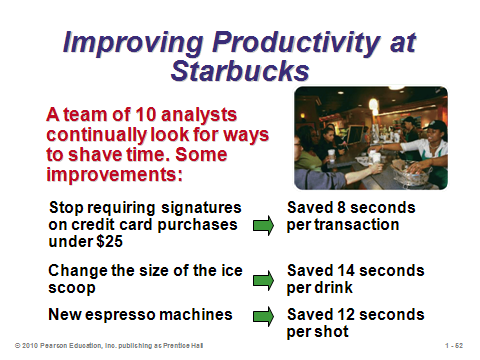 Improving Productivity at
Starbucks
A team of 10 analysts
continually look for ways
to shave time. Some
improvements:
Stop requiring signatures
on credit card purchases
under $25
Saved 8 seconds
per transaction
Change the size of the ice
scoop
Saved 14 seconds
per drink
New espresso machines
Saved 12 seconds
per shot
© 2010 Pearson Education, Inc. publishing as Prentice Hall
1 - 52